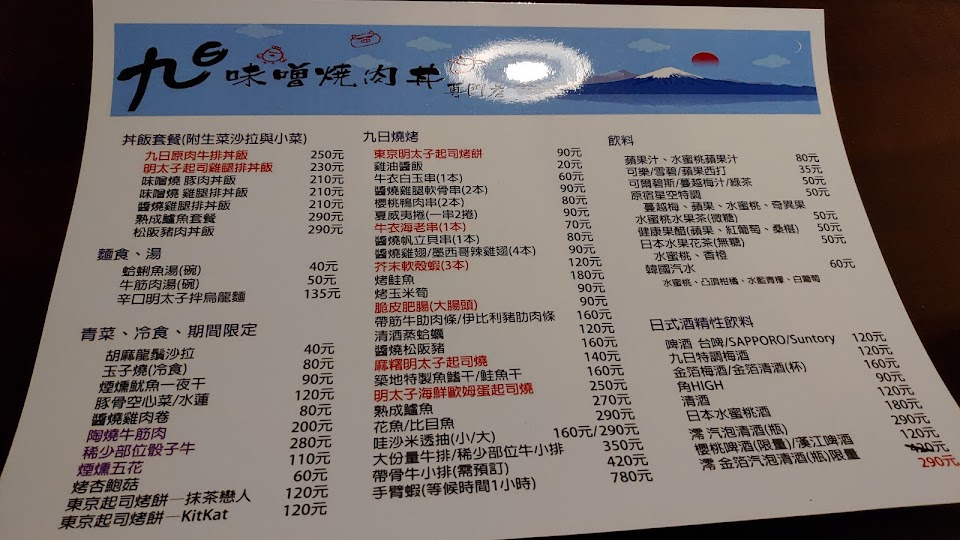 九日 味噌燒肉丼 專門店
丼飯套餐(附生菜沙拉與小菜)
九日原肉牛排丼飯 250元
明太子起司雞腿排丼飯 230元
味噌燒 豚肉丼飯 210元
味噌燒 雞腿排丼飯 210元
醬燒雞腿排丼飯 210元
熟成鱸魚套餐 290元
松阪豬肉丼飯 290元
麵食、湯
蛤蜊魚湯(碗) 40元
牛筋肉湯(碗) 50元
辛口明太子拌烏龍麵 135元
青菜、冷食、期間限定
胡麻龍鬚沙拉 40元
玉子燒(冷食) 80元
煙燻魷魚一夜干 90元
豚骨空心菜/水蓮 120元
醬燒雞肉卷 80元
陶燒牛筋肉 200元
稀少部位骰子牛 280元
煙燻五花 110元
烤杏鮑菇 60元
東京起司烤餅—抹茶戀人 120元
東京起司烤餅—KitKat 120元
九日燒烤
東京明太子起司烤餅 90元
雞油醬飯 20元
牛衣白玉串(1本) 60元
醬燒雞腿軟骨串(2本) 90元
櫻桃鴨肉串(2本) 80元
夏威夷捲(一串2捲) 90元
牛衣海老串(1本) 70元
醬燒帆立貝串(1本) 80元
醬燒雞翅/墨西哥辣雞翅(4本) 90元
芥末軟殼蝦(3本) 120元
烤鮭魚 180元
烤玉米筍 90元
脆皮肥腸(大腸頭) 90元
帶筋牛肋肉條/伊比利豬肋肉條 160元
清酒蒸蛤蠣 120元
醬燒松阪豬 160元
麻糬明太子起司燒 140元
築地特製魚鰭干/鮭魚干 160元
明太子海鮮歐姆蛋起司燒 250元
熟成鱸魚 270元
花魚/比目魚 290元
哇沙米透抽(小/大) 160元/290元
大份量牛排/稀少部位牛小排 350元
帶骨牛小排(需預訂) 420元
手臂蝦(等候時間1小時) 780元
飲料
蘋果汁、水蜜桃蘋果汁 80元
可樂/雪碧/蘋果西打 35元
可爾必斯/蔓越梅汁/綠茶 50元
原宿星空特調 50元
蔓越梅、蘋果、水蜜桃、奇異果
水蜜桃水果茶(微糖) 50元
健康果醋(蘋果、紅葡萄、桑椹) 50元
日本水果花茶(無糖) 50元
水蜜桃、香橙
韓國汽水 60元
水蜜桃、凸頂柑橘、水藍青檸、白葡萄
日式酒精性飲料
啤酒 台啤/SAPPORO/Suntory 120元
九日特調梅酒 120元
金箔梅酒/金箔清酒(杯) 160元
角HIGH 90元
清酒 120元
日本水蜜桃酒 180元
澪 汽泡清酒(瓶) 290元
櫻桃啤酒(限量)/漢江啤酒 120元
澪 金箔汽泡清酒(瓶)限量 420元 290元